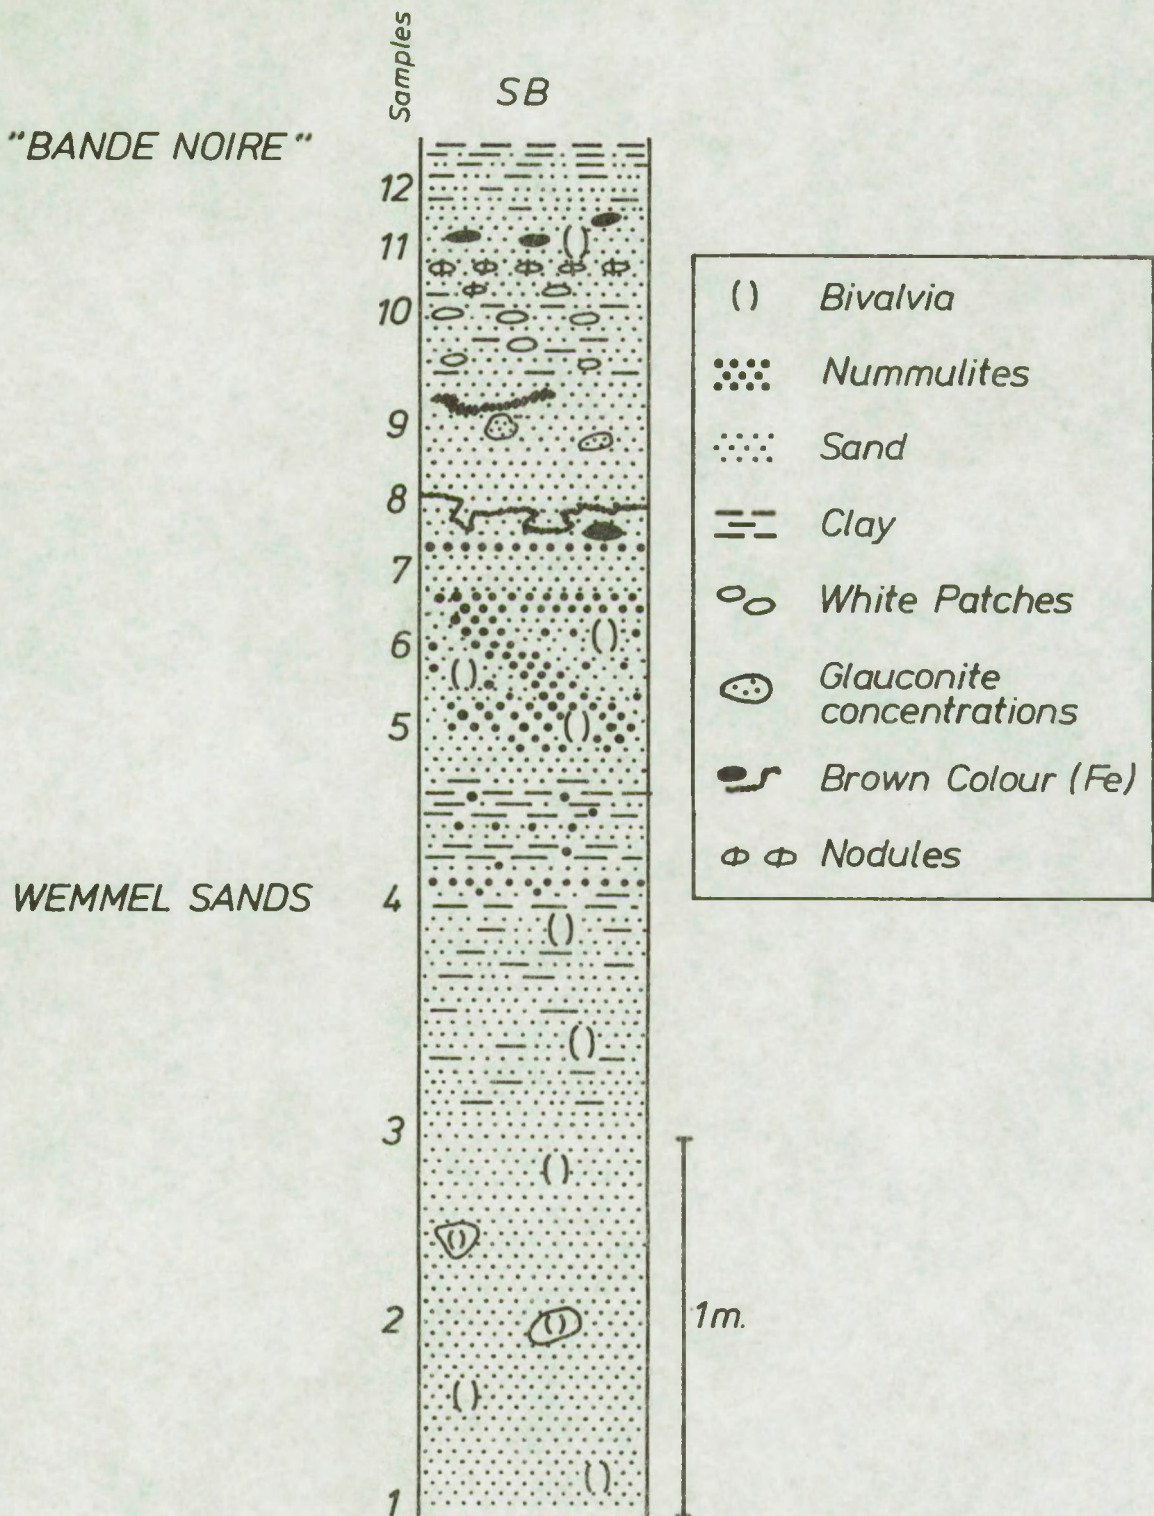 Samples
SB
"BANDE NOIRE"
12
11
10
9
8
7
6
5
WEMMEL SANDS
4
3
2
1
1m.
Bivalvia
Nummulites
Sand
Clay
White Patches
Glauconite
concentrations
Brown Colour (Fe)
Nodules